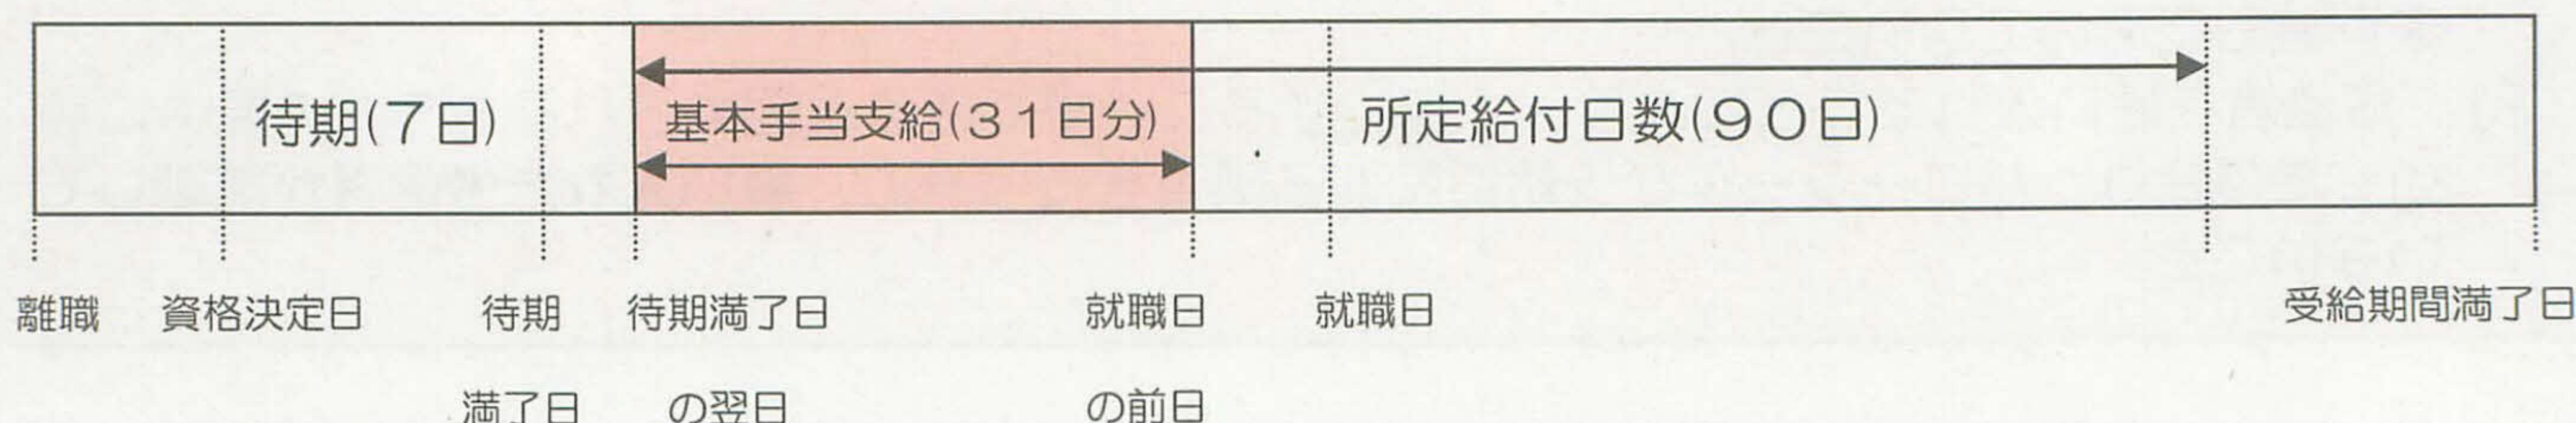 待期(7日)
基本手当支給(31日分)
所定給付日数(90日)
離職
資格決定日
待期
満了日
待期満了日
の翌日
就職日
の前日
就職日
受給期間満了日